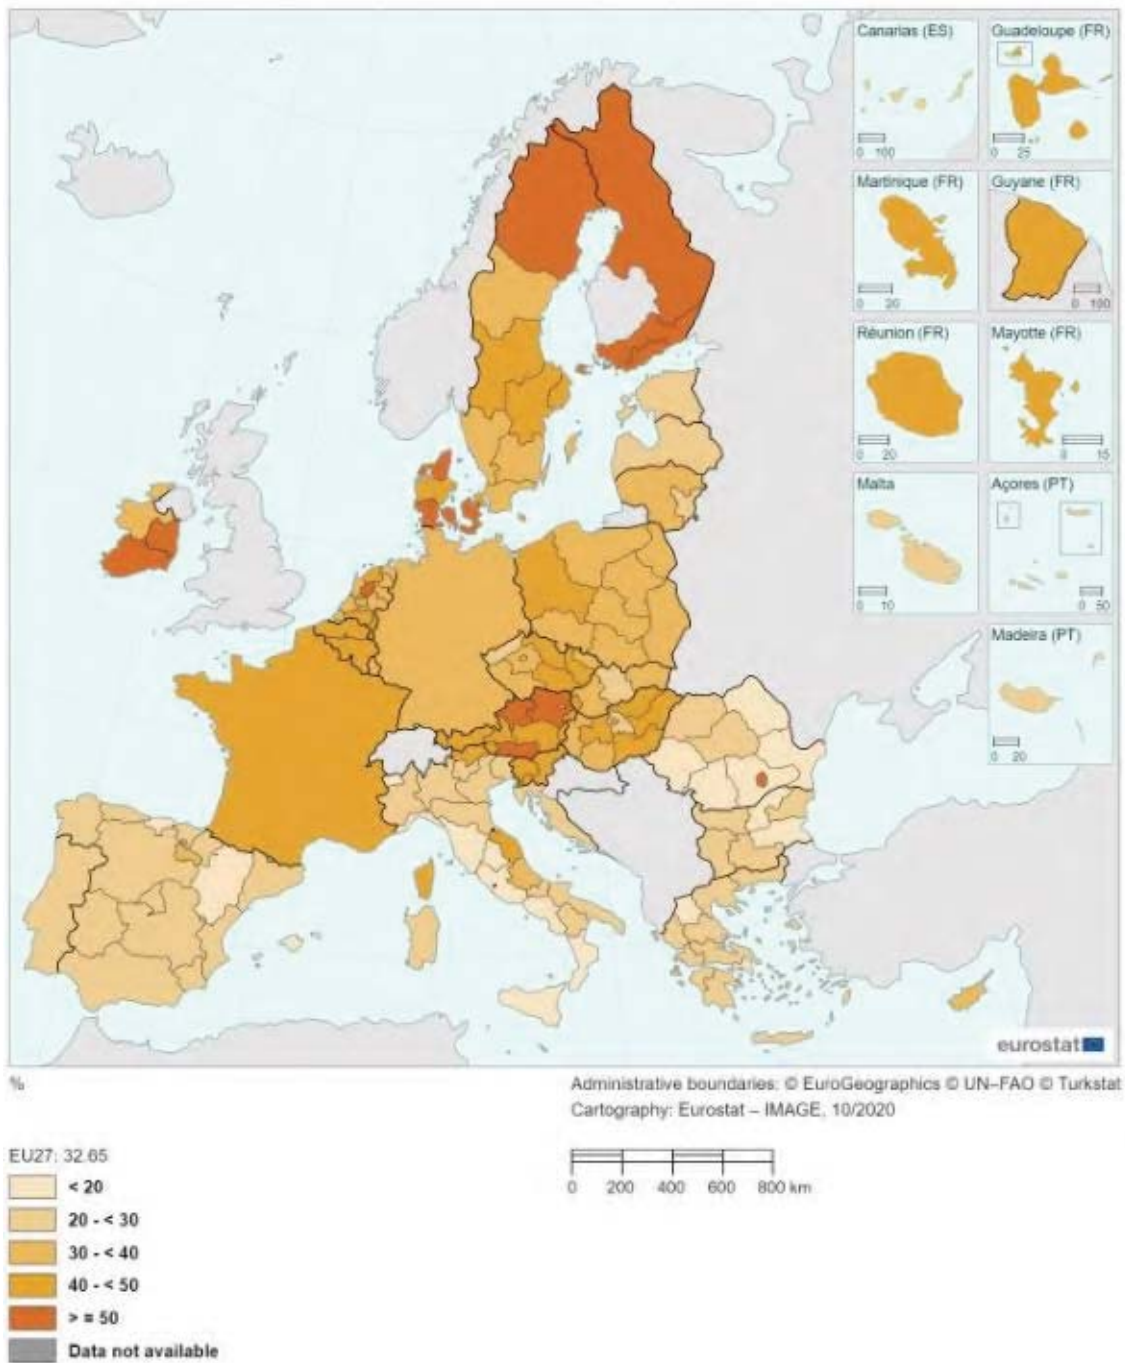 Canarias (ES)
0 100
Guadeloupe (FR)
0 25
Martinique (FR)
0 20
Guyane (FR)
0 100
Réunion (FR)
0 20
Mayotte (FR)
0 15
Malta
0 10
Açores (PT)
0 50
Madeira (PT)
0 20
eurostat
%
Administrative boundaries: © EuroGeographics © UN–FAO © Turkstat
Cartography: Eurostat – IMAGE, 10/2020
EU27: 32.65
< 20
20 - < 30
30 - < 40
40 - < 50
> = 50
Data not available
0 200 400 600 800 km